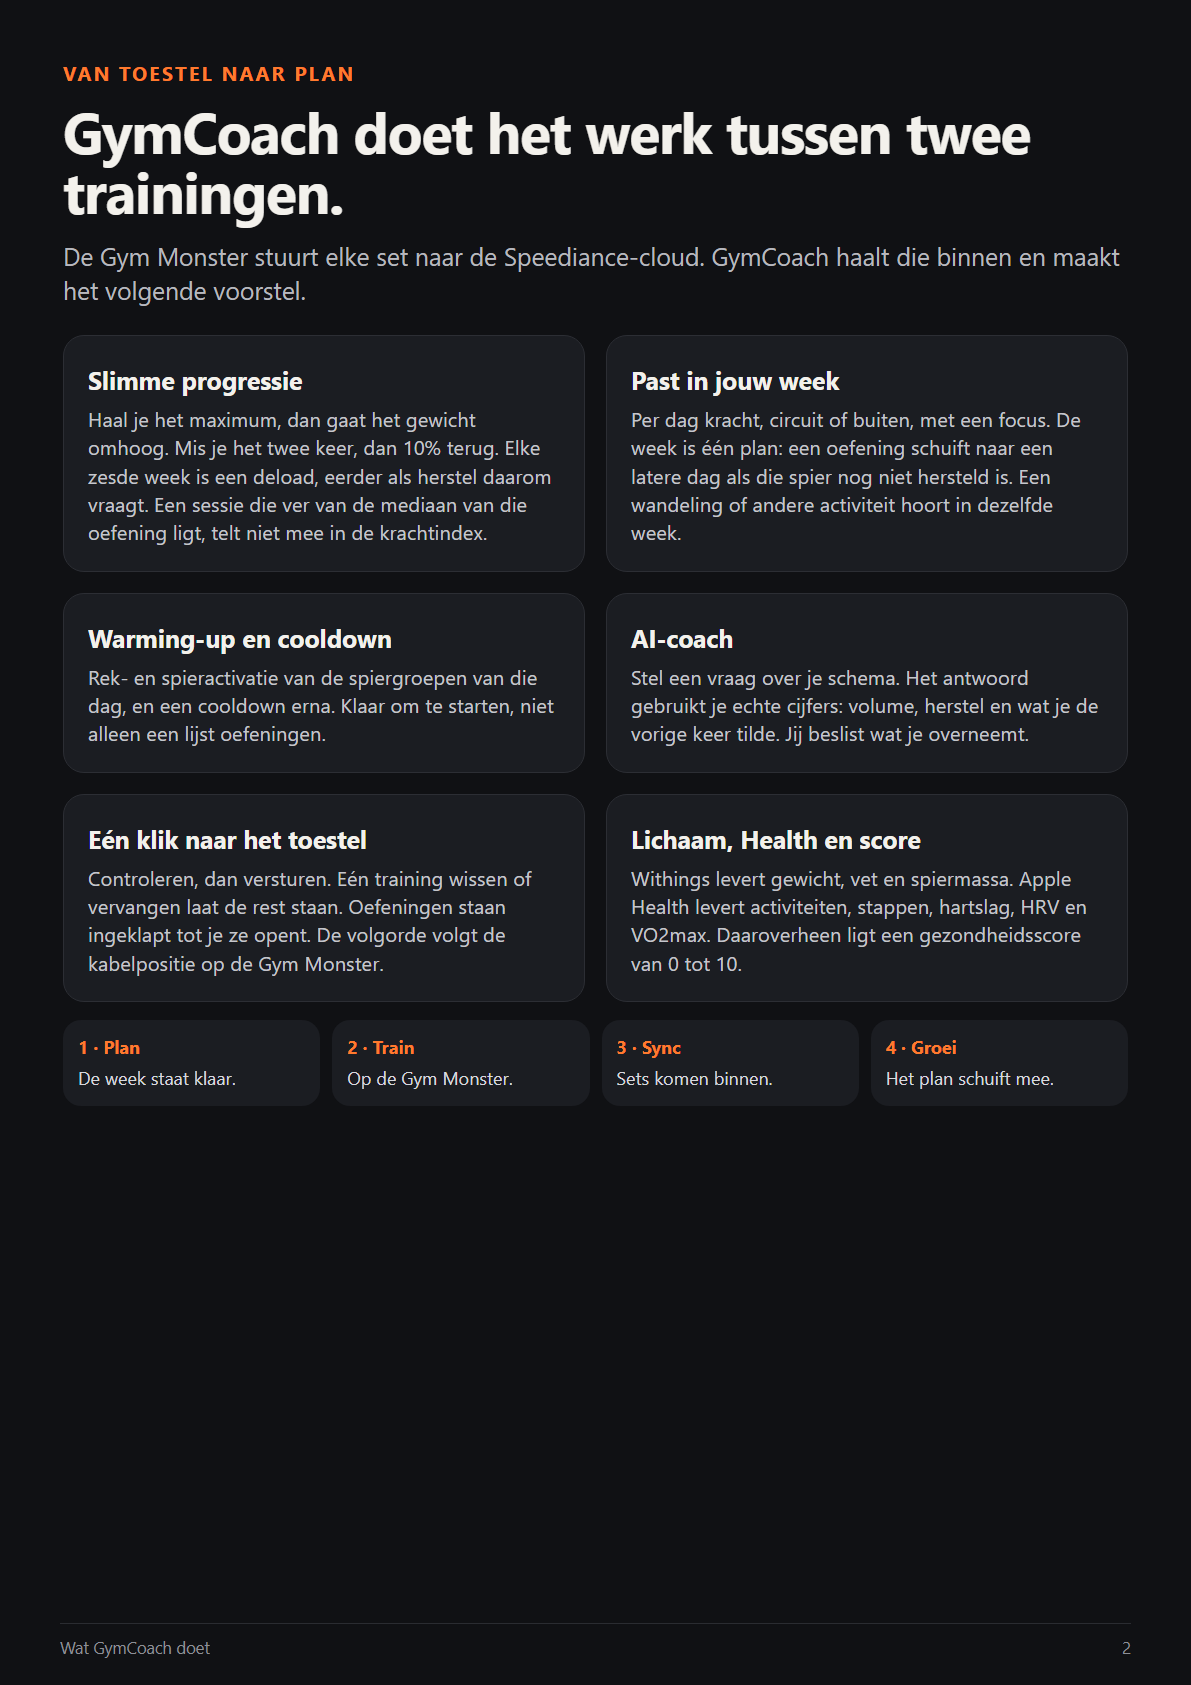 VAN TOESTEL NAAR PLAN
GymCoach doet het werk tussen twee
trainingen.
De Gym Monster stuurt elke set naar de Speediance-cloud. GymCoach haalt die binnen en maakt
het volgende voorstel.
Slimme progressie
Haal je het maximum, dan gaat het gewicht
omhoog. Mis je het twee keer, dan 10% terug. Elke
zesde week is een deload, eerder als herstel daarom
vraagt. Een sessie die ver van de mediaan van die
oefening ligt, telt niet mee in de krachtindex.
Past in jouw week
Per dag kracht, circuit of buiten, met een focus. De
week is één plan: een oefening schuift naar een
latere dag als die spier nog niet hersteld is. Een
wandeling of andere activiteit hoort in dezelfde
week.
Warming-up en cooldown
Rek- en spieractivatie van de spiergroepen van die
dag, en een cooldown erna. Klaar om te starten, niet
alleen een lijst oefeningen.
AI-coach
Stel een vraag over je schema. Het antwoord
gebruikt je echte cijfers: volume, herstel en wat je de
vorige keer tilde. Jij beslist wat je overneemt.
Eén klik naar het toestel
Controleren, dan versturen. Eén training wissen of
vervangen laat de rest staan. Oefeningen staan
ingeklapt tot je ze opent. De volgorde volgt de
kabelpositie op de Gym Monster.
Lichaam, Health en score
Withings levert gewicht, vet en spiermassa. Apple
Health levert activiteiten, stappen, hartslag, HRV en
VO2max. Daaroverheen ligt een gezondheidsscore
van 0 tot 10.
1 · Plan
De week staat klaar.
2 · Train
Op de Gym Monster.
3 · Sync
Sets komen binnen.
4 · Groei
Het plan schuift mee.
Wat GymCoach doet
2